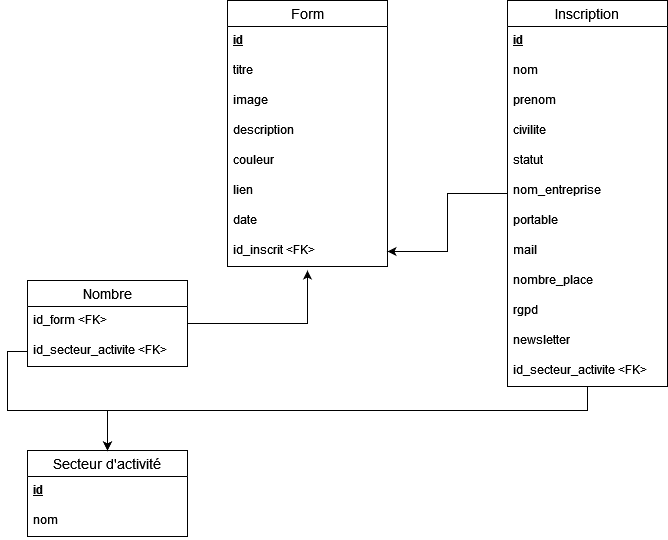 Form
id
titre
image
description
couleur
lien
date
id_inscrit <FK>
Inscription
id
nom
prenom
civilite
statut
nom_entreprise
portable
mail
nombre_place
rgpd
newsletter
id_secteur_activite <FK>
Nombre
id_form <FK>
id_secteur_activite <FK>
Secteur d'activité
id
nom